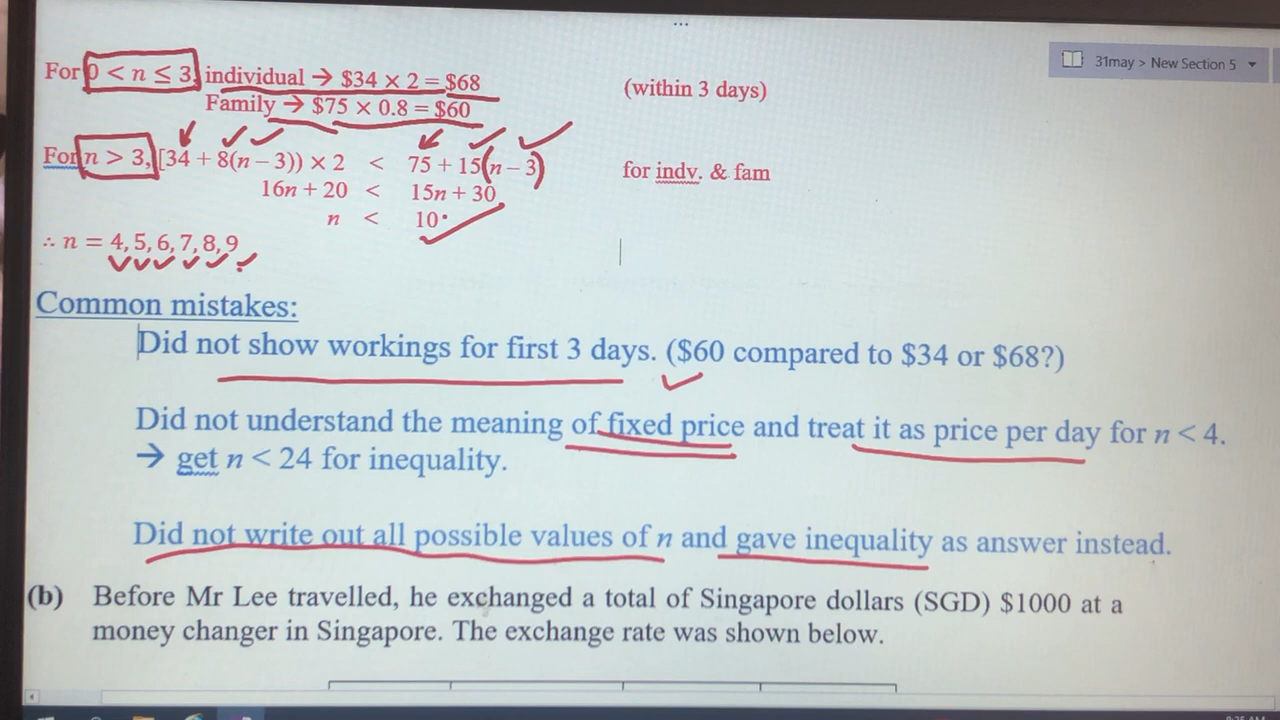 ...
31may > New Section 5
For 0 < n ≤ 3, individual → $34 × 2 = $68 (within 3 days)
Family → $75 × 0.8 = $60
For n > 3, [34 + 8(n – 3)) × 2 < 75 + 15(n – 3) for indv. & fam
16n + 20 < 15n + 30
n < 10
∴ n = 4, 5, 6, 7, 8, 9
Common mistakes:
Did not show workings for first 3 days. ($60 compared to $34 or $68?)
Did not understand the meaning of fixed price and treat it as price per day for n < 4.
→ get n < 24 for inequality.
Did not write out all possible values of n and gave inequality as answer instead.
(b) Before Mr Lee travelled, he exchanged a total of Singapore dollars (SGD) $1000 at a
money changer in Singapore. The exchange rate was shown below.